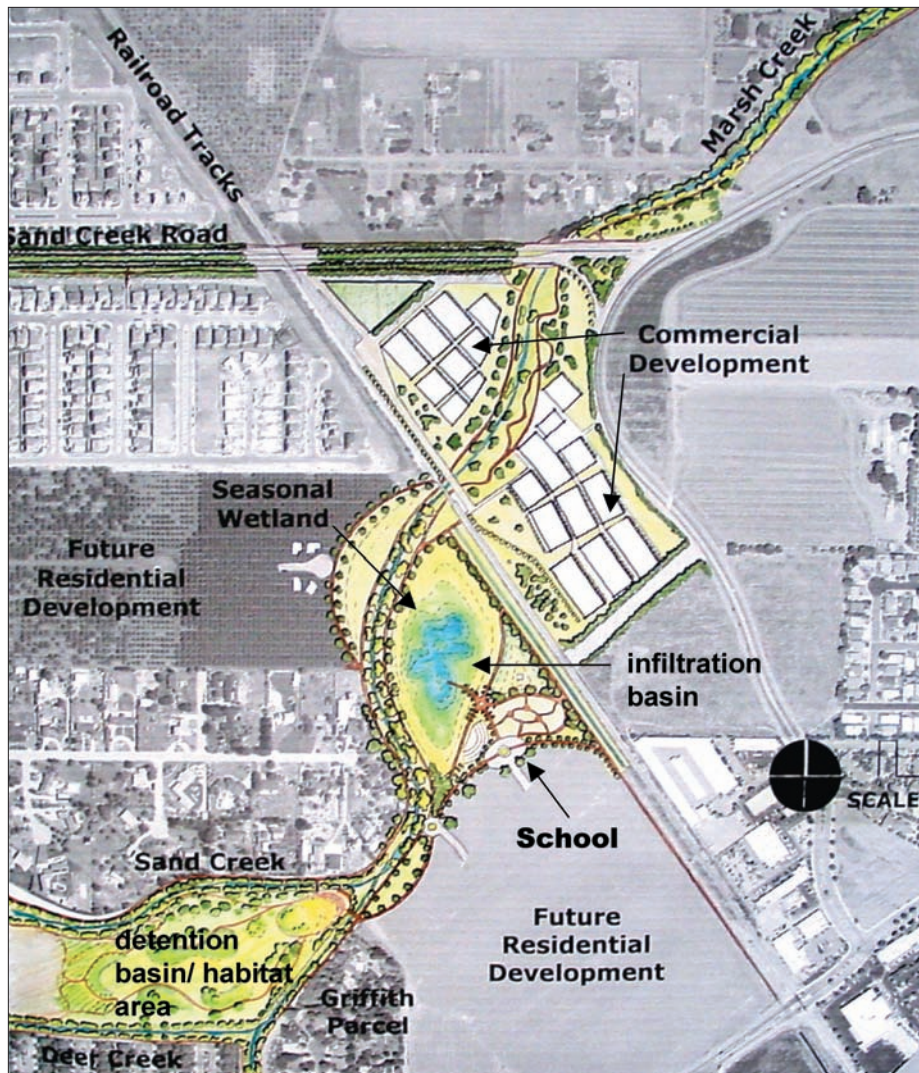 Railroad Tracks
Marsh Creek
Sand Creek Road
Commercial
Development
Seasonal
Wetland
Future
Residential
Development
infiltration
basin
SCALE
School
Sand Creek
detention
basin/ habitat
area
Future
Residential
Development
Griffith
Parcel
Deer Creek